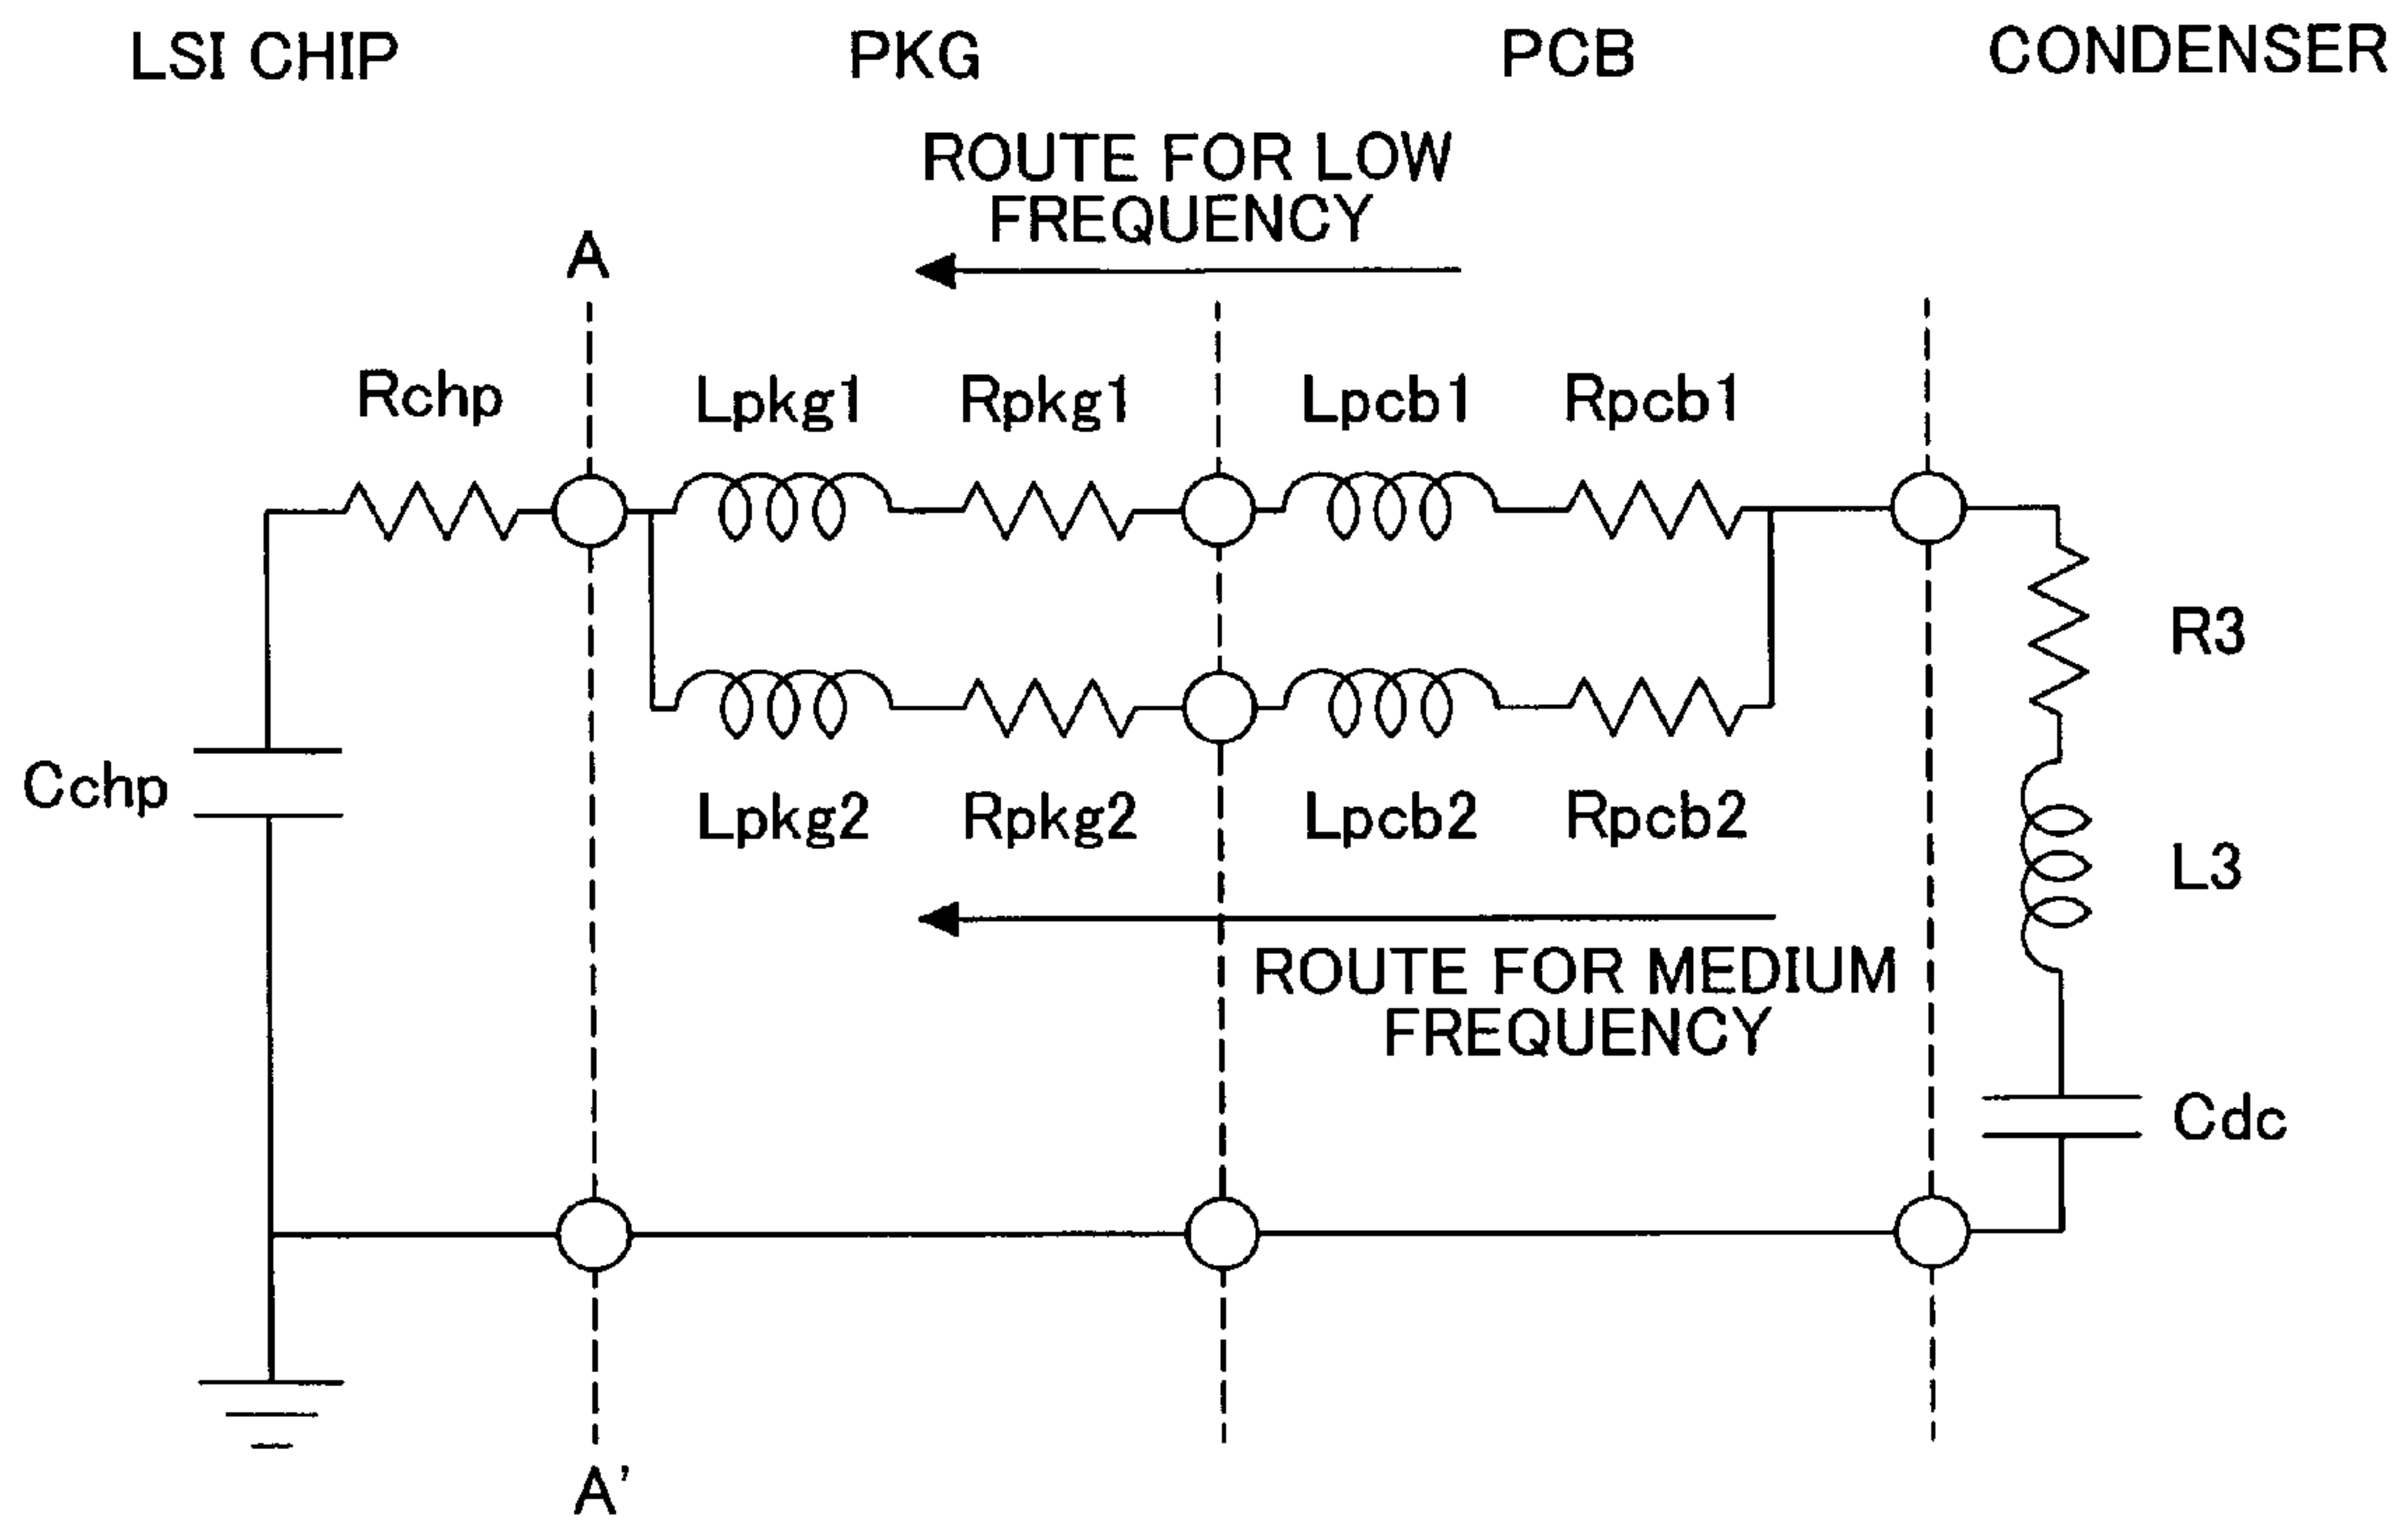 LSI CHIP
PKG
PCB
CONDENSER
ROUTE FOR LOW
FREQUENCY
A
Rchp
Lpkg1
Rpkg1
Lpcb1
Rpcb1
R3
Cchp
Lpkg2
Rpkg2
Lpcb2
Rpcb2
L3
ROUTE FOR MEDIUM
FREQUENCY
Cdc
A'